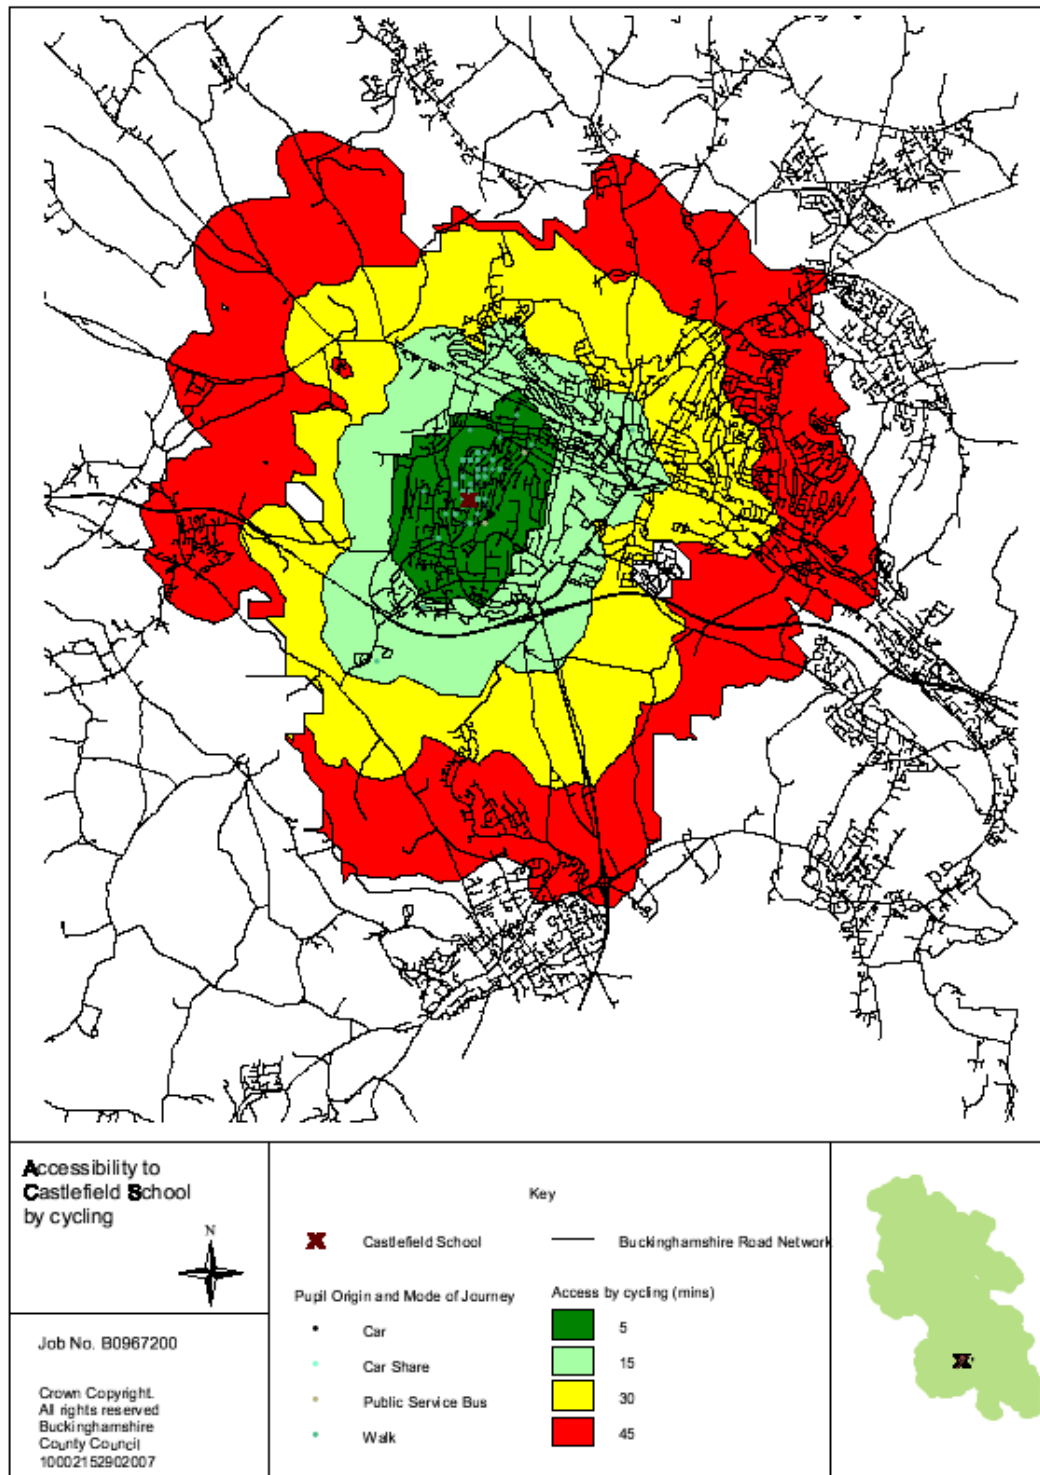 Accessibility to
Castlefield School
by cycling
N
Job No. B0967200
Crown Copyright.
All rights reserved
Buckinghamshire
County Council
10002152902007
Key
Castlefield School
Buckinghamshire Road Network
Pupil Origin and Mode of Journey
Car
Car Share
Public Service Bus
Walk
Access by cycling (mins)
5
15
30
45